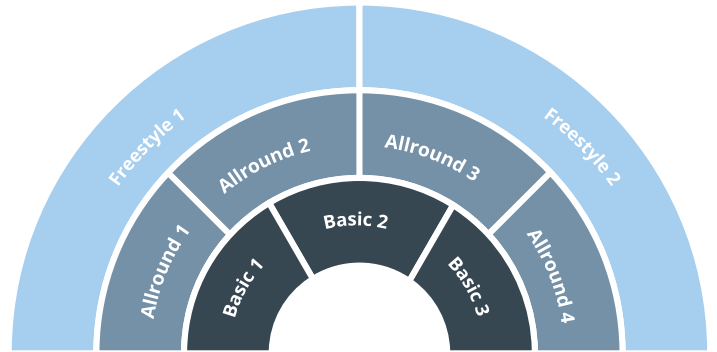 Freestyle 1
Freestyle 2
Allround 1
Allround 2
Allround 3
Allround 4
Basic 1
Basic 2
Basic 3